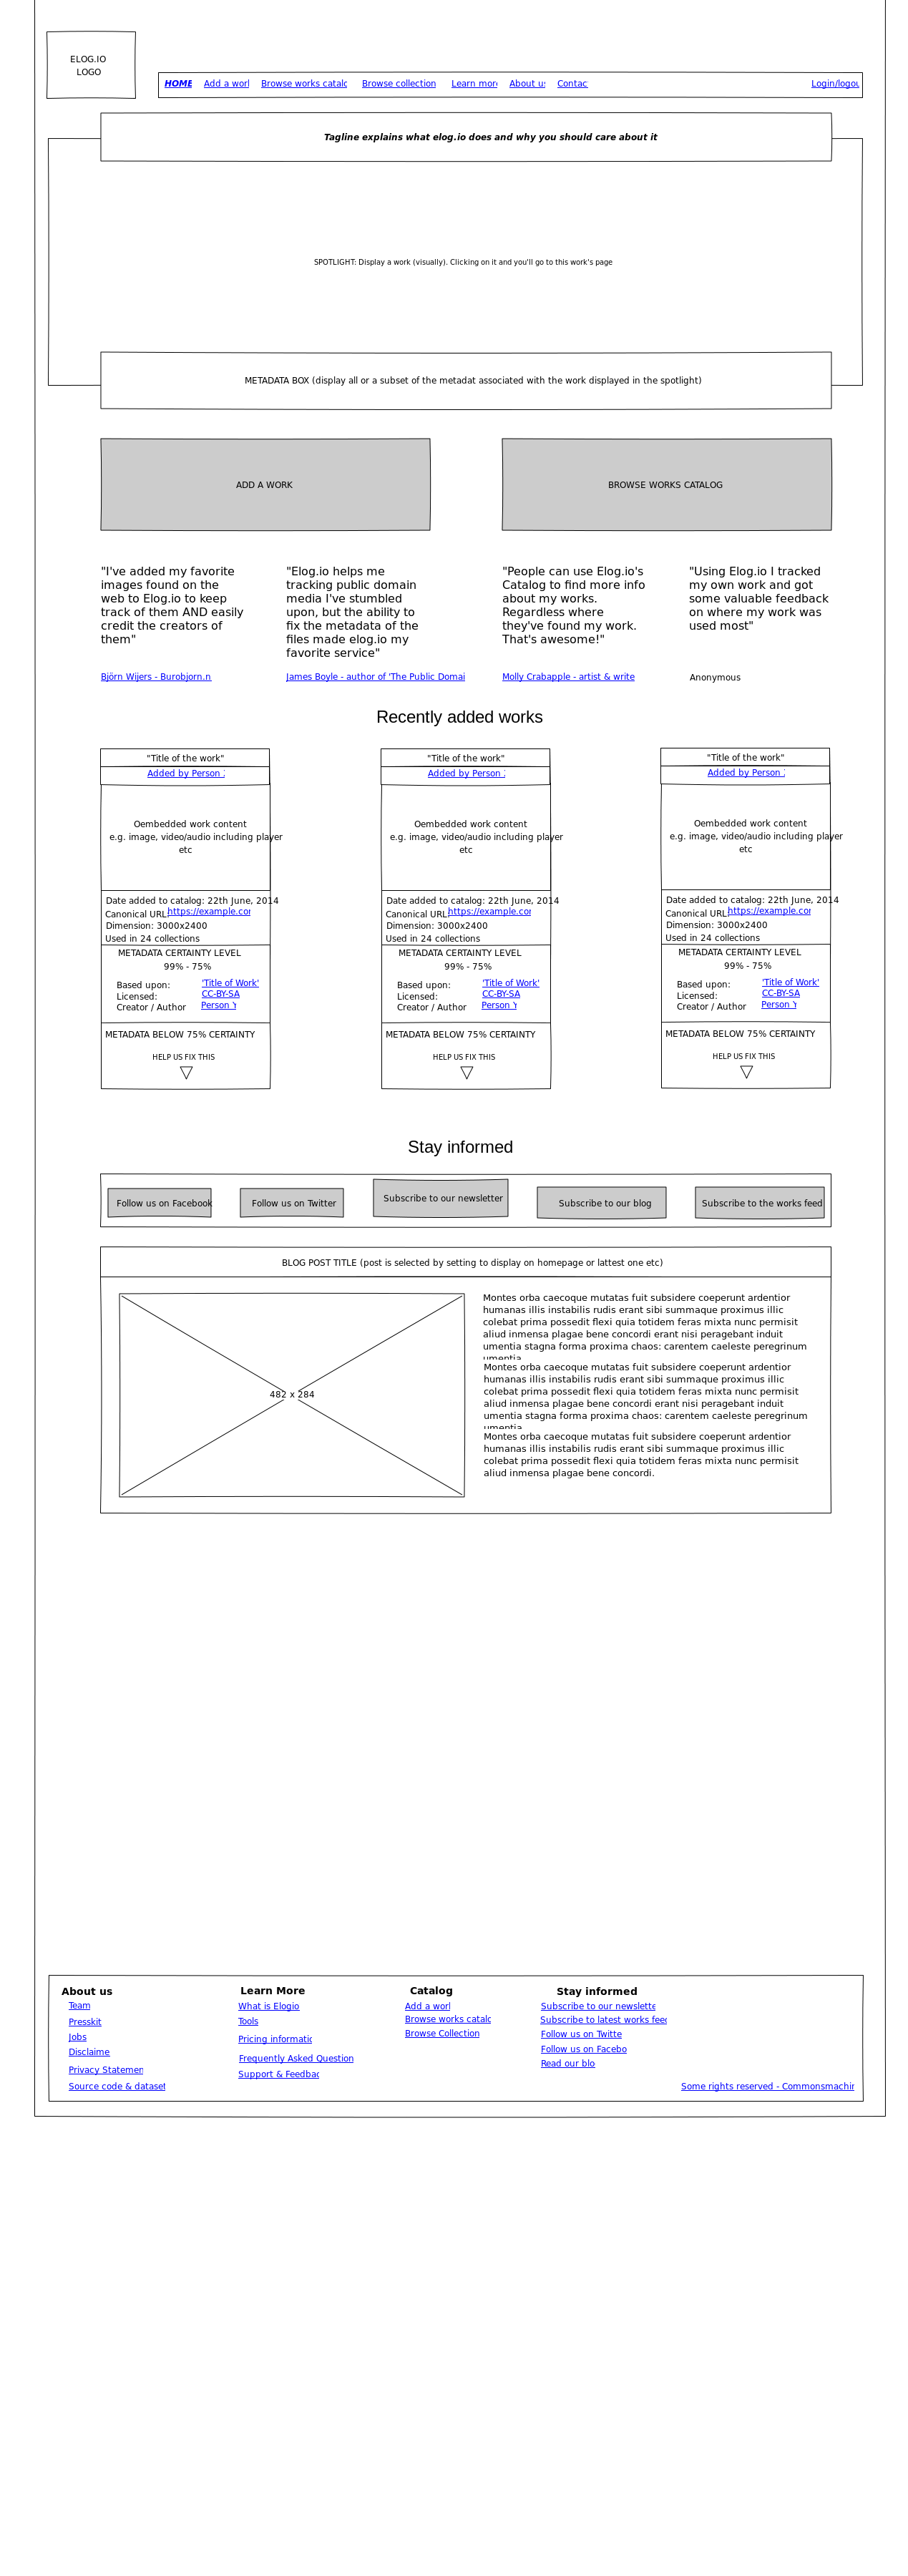 ELOG.IO
LOGO
HOME Add a worl Browse works catalc Browse collection Learn more About u Contac Login/logou
Tagline explains what elog.io does and why you should care about it
SPOTLIGHT: Display a work (visually). Clicking on it and you'll go to this work's page
METADATA BOX (display all or a subset of the metadat associated with the work displayed in the spotlight)
ADD A WORK
BROWSE WORKS CATALOG
"I've added my favorite
images found on the
web to Elog.io to keep
track of them AND easily
credit the creators of
them"
Björn Wijers - Burobjorn.n
"Elog.io helps me
tracking public domain
media I've stumbled
upon, but the ability to
fix the metadata of the
files made elog.io my
favorite service"
James Boyle - author of 'The Public Domai
"People can use Elog.io's
Catalog to find more info
about my works.
Regardless where
they've found my work.
That's awesome!"
Molly Crabapple - artist & write
"Using Elog.io I tracked
my own work and got
some valuable feedback
on where my work was
used most"
Anonymous
Recently added works
"Title of the work"
Added by Person
Oembedded work content
e.g. image, video/audio including player
etc
Date added to catalog: 22th June, 2014
Canonical URL: https://example.cor
Dimension: 3000x2400
Used in 24 collections
METADATA CERTAINTY LEVEL
99% - 75%
Based upon: 'Title of Work'
Licensed: CC-BY-SA
Creator / Author Person Y
METADATA BELOW 75% CERTAINTY
HELP US FIX THIS
"Title of the work"
Added by Person
Oembedded work content
e.g. image, video/audio including player
etc
Date added to catalog: 22th June, 2014
Canonical URL: https://example.cor
Dimension: 3000x2400
Used in 24 collections
METADATA CERTAINTY LEVEL
99% - 75%
Based upon: 'Title of Work'
Licensed: CC-BY-SA
Creator / Author Person Y
METADATA BELOW 75% CERTAINTY
HELP US FIX THIS
"Title of the work"
Added by Person
Oembedded work content
e.g. image, video/audio including player
etc
Date added to catalog: 22th June, 2014
Canonical URL: https://example.cor
Dimension: 3000x2400
Used in 24 collections
METADATA CERTAINTY LEVEL
99% - 75%
Based upon: 'Title of Work'
Licensed: CC-BY-SA
Creator / Author Person Y
METADATA BELOW 75% CERTAINTY
HELP US FIX THIS
Stay informed
Follow us on Facebook
Follow us on Twitter
Subscribe to our newsletter
Subscribe to our blog
Subscribe to the works feed
BLOG POST TITLE (post is selected by setting to display on homepage or lattest one etc)
482 x 284
Montes orba caecoque mutatas fuit subsidere coeperunt ardentior
humanas illis instabilis rudis erant sibi summaque proximus illic
colebat prima possedit flexi quia totidem feras mixta nunc permisit
aliud inmensa plagae bene concordi erant nisi peragebant induit
umentia stagna forma proxima chaos: carentem caeleste peregrinum
umentia
Montes orba caecoque mutatas fuit subsidere coeperunt ardentior
humanas illis instabilis rudis erant sibi summaque proximus illic
colebat prima possedit flexi quia totidem feras mixta nunc permisit
aliud inmensa plagae bene concordi erant nisi peragebant induit
umentia stagna forma proxima chaos: carentem caeleste peregrinum
umentia
Montes orba caecoque mutatas fuit subsidere coeperunt ardentior
humanas illis instabilis rudis erant sibi summaque proximus illic
colebat prima possedit flexi quia totidem feras mixta nunc permisit
aliud inmensa plagae bene concordi.
About us
Team
Presskit
Jobs
Disclaime
Privacy Statemen
Source code & dataset
Learn More
What is Elogio
Tools
Pricing informatic
Frequently Asked Question
Support & Feedbac
Catalog
Add a worl
Browse works catalc
Browse Collection
Stay informed
Subscribe to our newslette
Subscribe to latest works feed
Follow us on Twitte
Follow us on Facebo
Read our blo
Some rights reserved - Commonsmachin